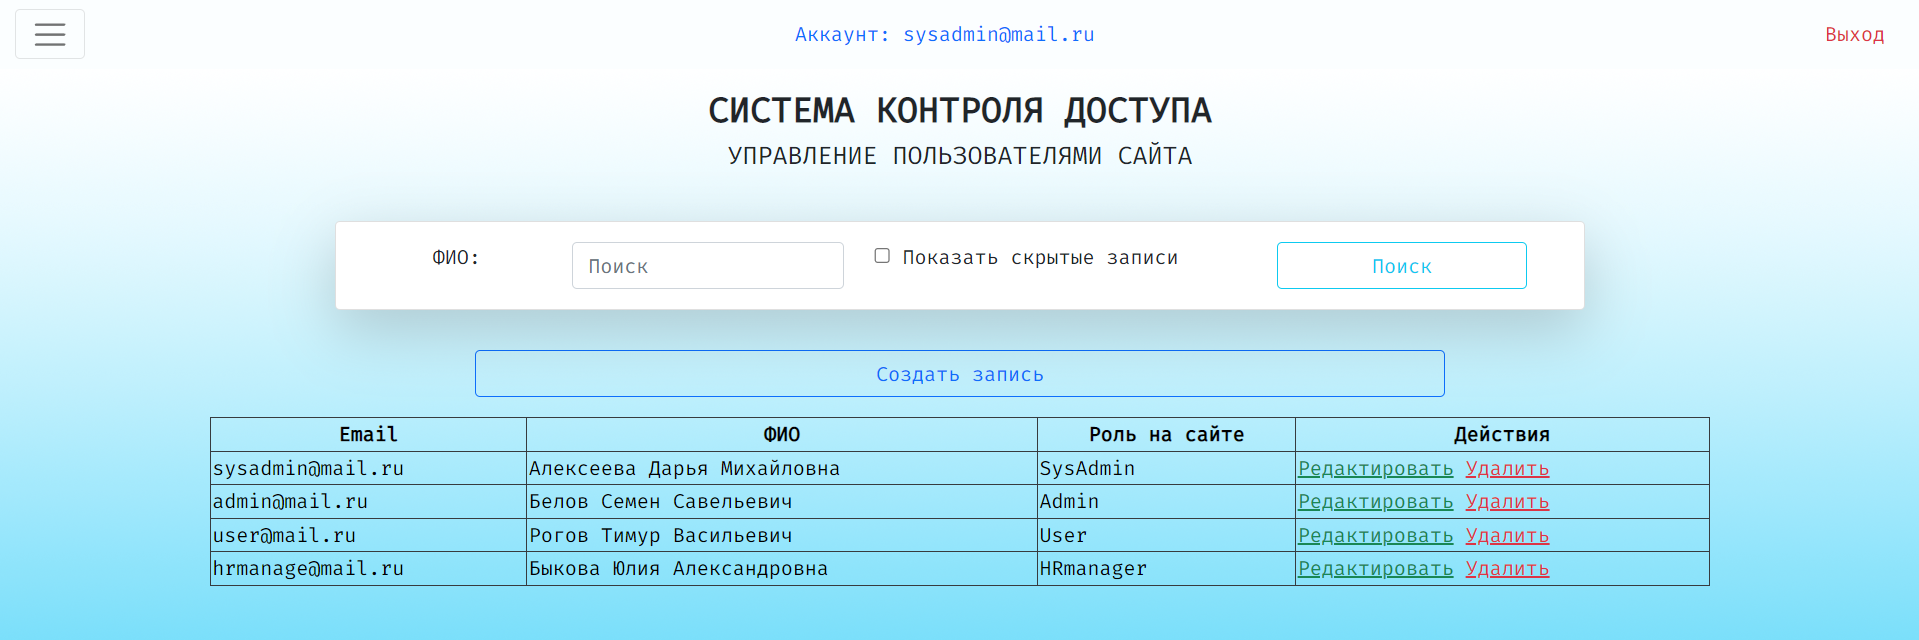 Аккаунт: sysadmin@mail.ru Выход
СИСТЕМА КОНТРОЛЯ ДОСТУПА
УПРАВЛЕНИЕ ПОЛЬЗОВАТЕЛЯМИ САЙТА
ФИО: Поиск Показать скрытые записи Поиск
Создать запись
Email ФИО Роль на сайте Действия
sysadmin@mail.ru Алексеева Дарья Михайловна SysAdmin Редактировать Удалить
admin@mail.ru Белов Семен Савельевич Admin Редактировать Удалить
user@mail.ru Рогов Тимур Васильевич User Редактировать Удалить
hrmanage@mail.ru Быкова Юлия Александровна HRmanager Редактировать Удалить